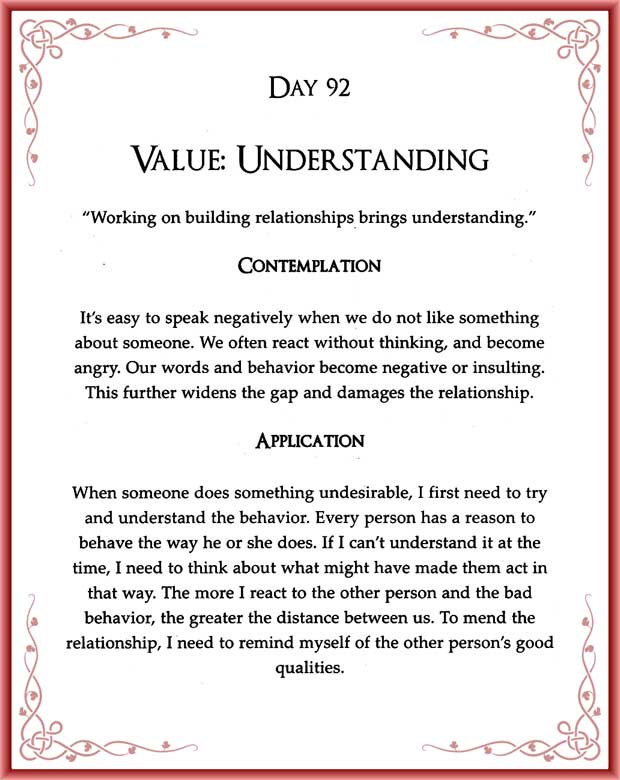 DAY 92
VALUE: UNDERSTANDING
“Working on building relationships brings understanding.”
CONTEMPLATION
It’s easy to speak negatively when we do not like something
about someone. We often react without thinking, and become
angry. Our words and behavior become negative or insulting.
This further widens the gap and damages the relationship.
APPLICATION
When someone does something undesirable, I first need to try
and understand the behavior. Every person has a reason to
behave the way he or she does. If I can’t understand it at the
time, I need to think about what might have made them act in
that way. The more I react to the other person and the bad
behavior, the greater the distance between us. To mend the
relationship, I need to remind myself of the other person’s good
qualities.